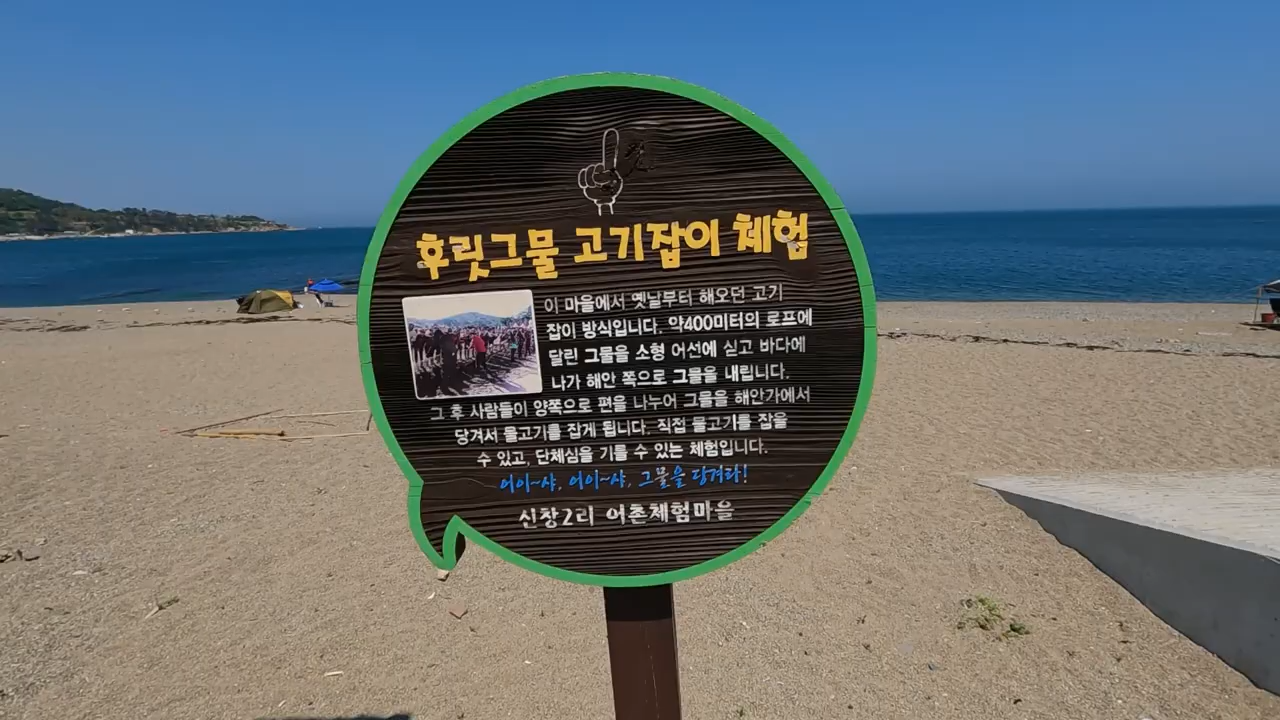 후릿그물 고기잡이 체험
이 마을에서 옛날부터 해오던 고기
잡이 방식입니다. 약400미터의 로프에
달린 그물을 소형 어선에 싣고 바다에
나가 해안 쪽으로 그물을 내립니다.
그 후 사람들이 양쪽으로 편을 나누어 그물을 해안가에서
당겨서 물고기를 잡게 됩니다. 직접 물고기를 잡을
수 있고, 단체심을 기를 수 있는 체험입니다.
어이~샤, 어이~샤, 그물을 당겨라!
신창2리 어촌체험마을